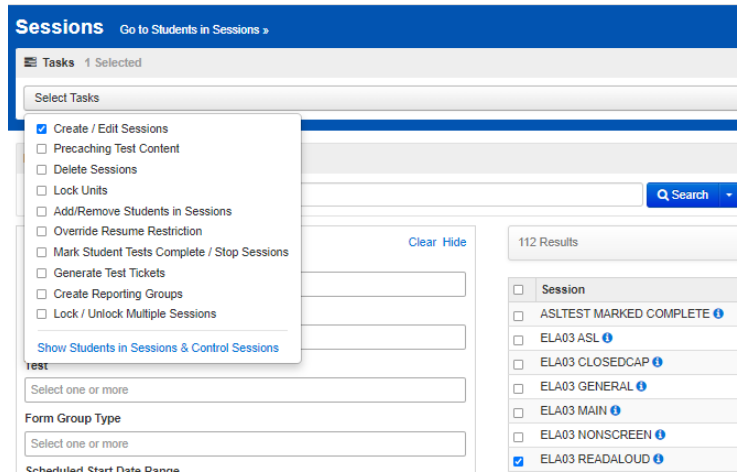 Sessions Go to Students in Sessions »
Tasks 1 Selected
Select Tasks
Create / Edit Sessions
Precaching Test Content
Delete Sessions
Lock Units
Add/Remove Students in Sessions
Override Resume Restriction
Mark Student Tests Complete / Stop Sessions
Generate Test Tickets
Create Reporting Groups
Lock / Unlock Multiple Sessions
Show Students in Sessions & Control Sessions
Search
Clear Hide
Test
Select one or more
Form Group Type
Select one or more
Scheduled Start Date Range
112 Results
Session
ASLTEST MARKED COMPLETE
ELA03 ASL
ELA03 CLOSEDCAP
ELA03 GENERAL
ELA03 MAIN
ELA03 NONSCREEN
ELA03 READALOUD